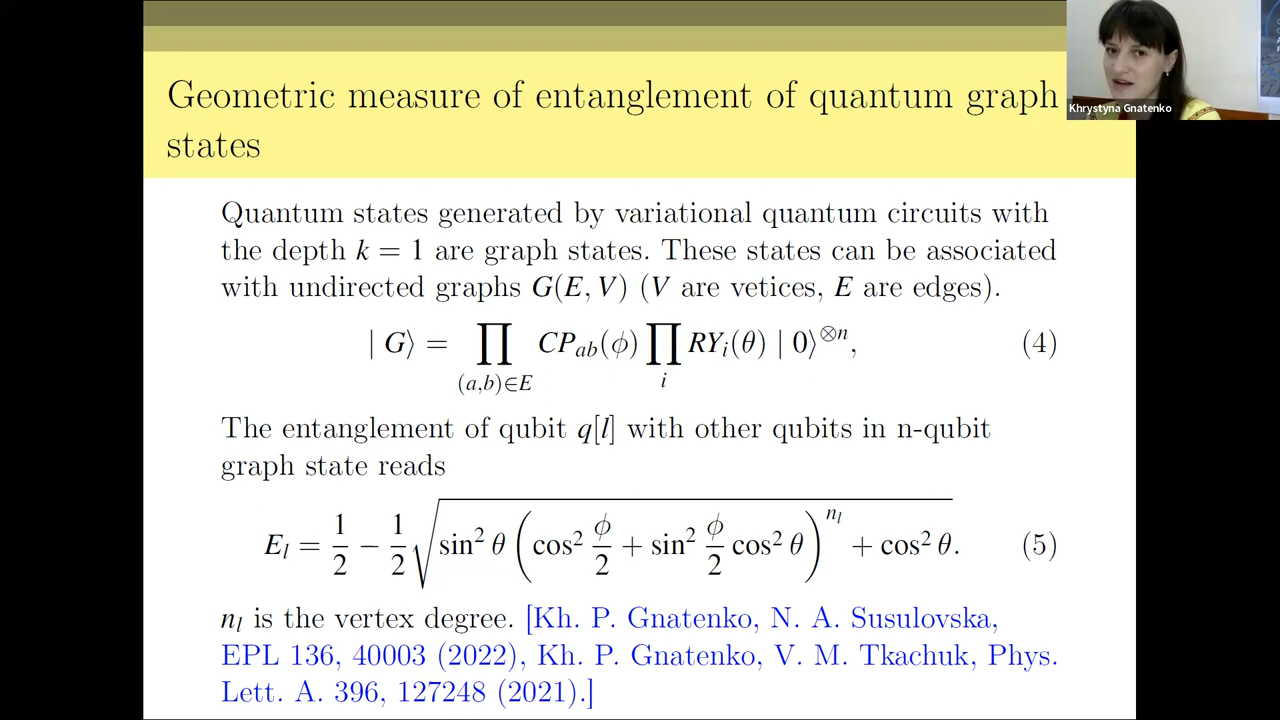 Geometric measure of entanglement of quantum graph
states
Khrystyna Gnatenko
Quantum states generated by variational quantum circuits with
the depth k = 1 are graph states. These states can be associated
with undirected graphs G(E, V) (V are vetices, E are edges).
| G⟩ = ∏_{(a,b)∈E} CP_{ab}(ϕ) ∏_i RY_i(θ) | 0⟩^{⊗n}, (4)
The entanglement of qubit q[l] with other qubits in n-qubit
graph state reads
E_l = 1/2 − 1/2 √(sin² θ (cos² ϕ/2 + sin² ϕ/2 cos² θ)^{n_l} + cos² θ). (5)
n_l is the vertex degree. [Kh. P. Gnatenko, N. A. Susulovska,
EPL 136, 40003 (2022), Kh. P. Gnatenko, V. M. Tkachuk, Phys.
Lett. A. 396, 127248 (2021).]